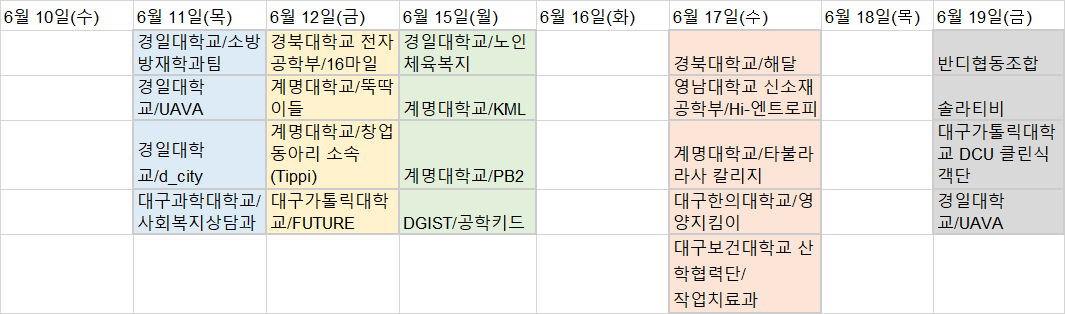 6월 10일(수) 6월 11일(목) 6월 12일(금) 6월 15일(월) 6월 16일(화) 6월 17일(수) 6월 18일(목) 6월 19일(금)
경일대학교/소방
방재학과팀
경북대학교 전자
공학부/16마일
경일대학교/노인
체육복지
경북대학교/해달
반디협동조합
경일대학
교/UAVA
계명대학교/뚝딱
이들
계명대학교/KML
영남대학교 신소재
공학부/Hi-엔트로피
솔라티비
경일대학
교/d_city
계명대학교/창업
동아리 소속
(Tippi)
계명대학교/PB2
계명대학교/타불라
라사 칼리지
대구가톨릭대학
교 DCU 클린식
객단
대구과학대학교/
사회복지상담과
대구가톨릭대학
교/FUTURE
DGIST/공학키드
대구한의대학교/영
양지킴이
경일대학
교/UAVA
대구보건대학교 산
학협력단/
작업치료과